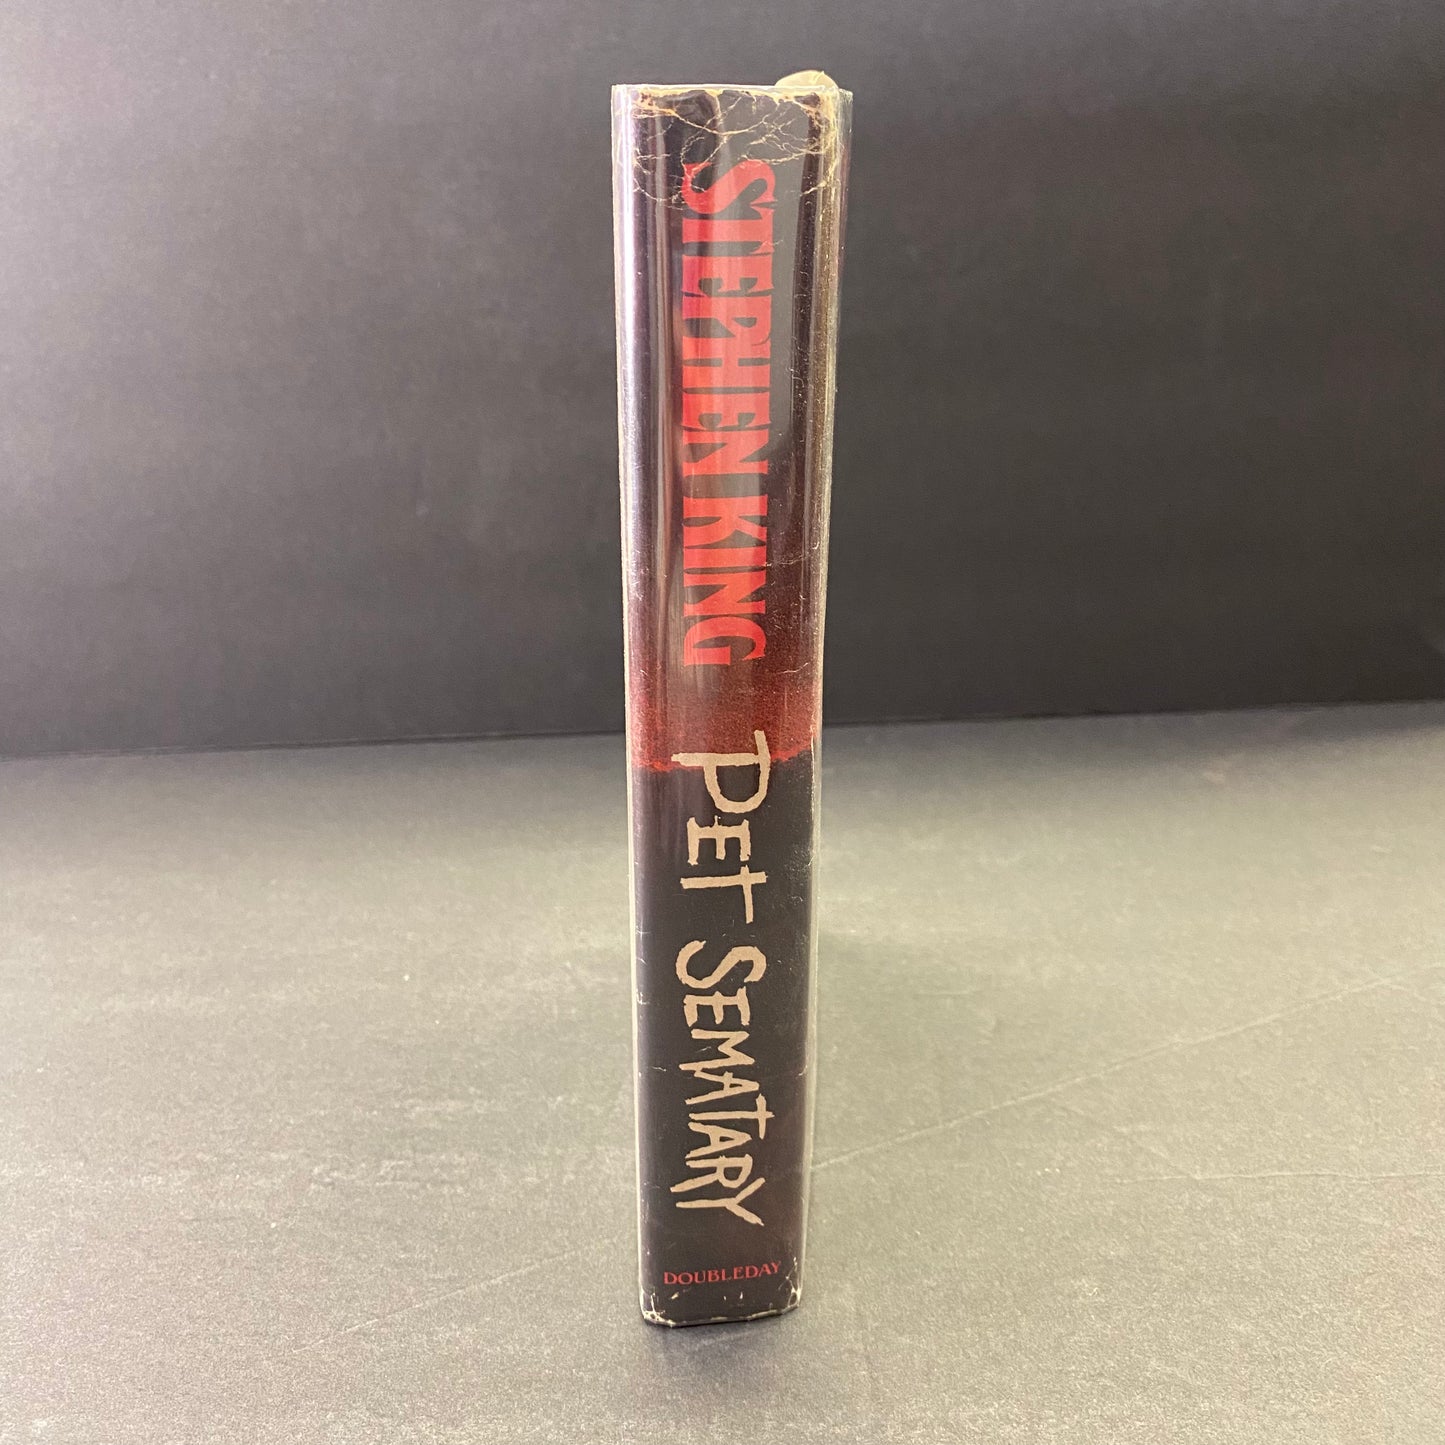 STEPHEN KING
PET SEMATARY
DOUBLEDAY